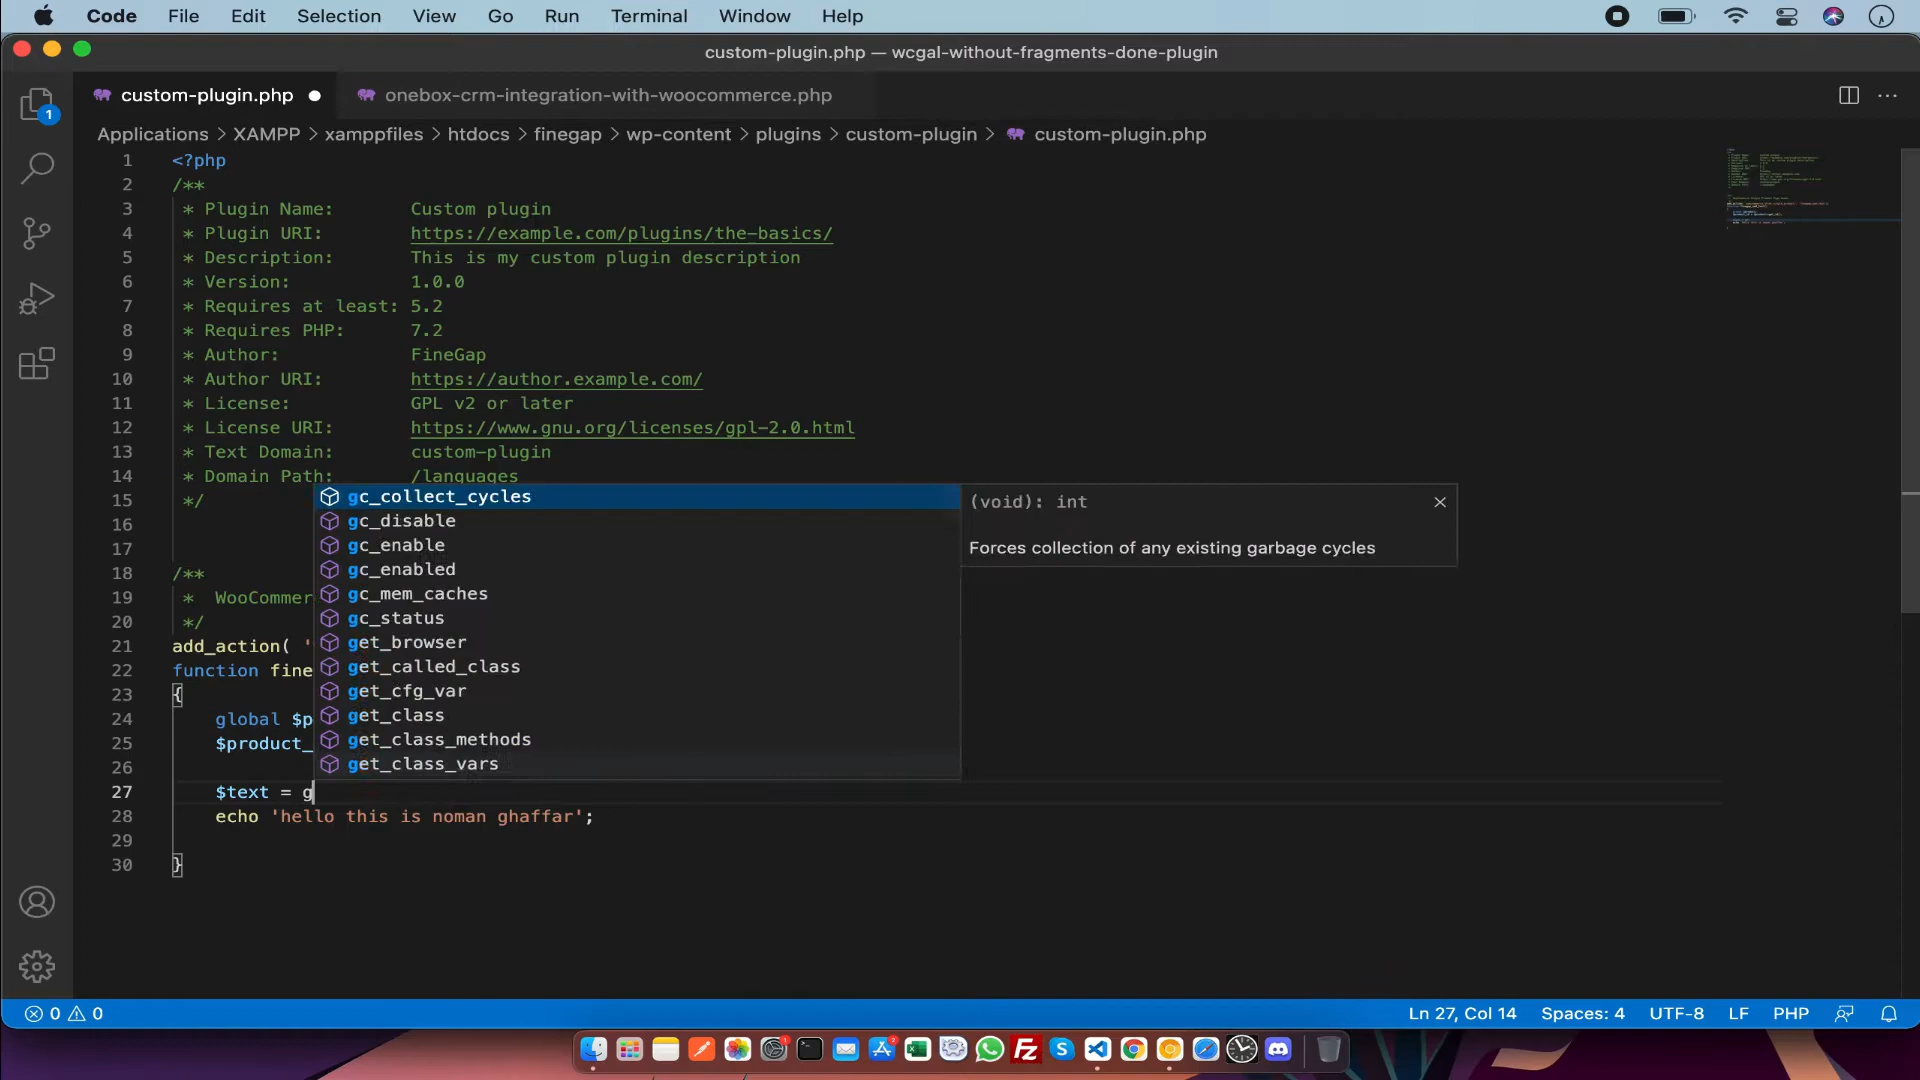 Code File Edit Selection View Go Run Terminal Window Help
custom-plugin.php — wcgal-without-fragments-done-plugin
custom-plugin.php onebox-crm-integration-with-woocommerce.php
1
Applications > XAMPP > xamppfiles > htdocs > finegap > wp-content > plugins > custom-plugin > custom-plugin.php
1 <?php
2 /**
3 * Plugin Name: Custom plugin
4 * Plugin URI: https://example.com/plugins/the-basics/
5 * Description: This is my custom plugin description
6 * Version: 1.0.0
7 * Requires at least: 5.2
8 * Requires PHP: 7.2
9 * Author: FineGap
10 * Author URI: https://author.example.com/
11 * License: GPL v2 or later
12 * License URI: https://www.gnu.org/licenses/gpl-2.0.html
13 * Text Domain: custom-plugin
14 * Domain Path: /languages
15 */
16
17
18 /**
19 * WooCommer
20 */
21 add_action( '
22 function fine
23 {
24 global $p
25 $product_
26
27 $text = g
28 echo 'hello this is noman ghaffar';
29
30 }
gc_collect_cycles
gc_disable
gc_enable
gc_enabled
gc_mem_caches
gc_status
get_browser
get_called_class
get_cfg_var
get_class
get_class_methods
get_class_vars
(void): int
Forces collection of any existing garbage cycles
0 0 Ln 27, Col 14 Spaces: 4 UTF-8 LF PHP